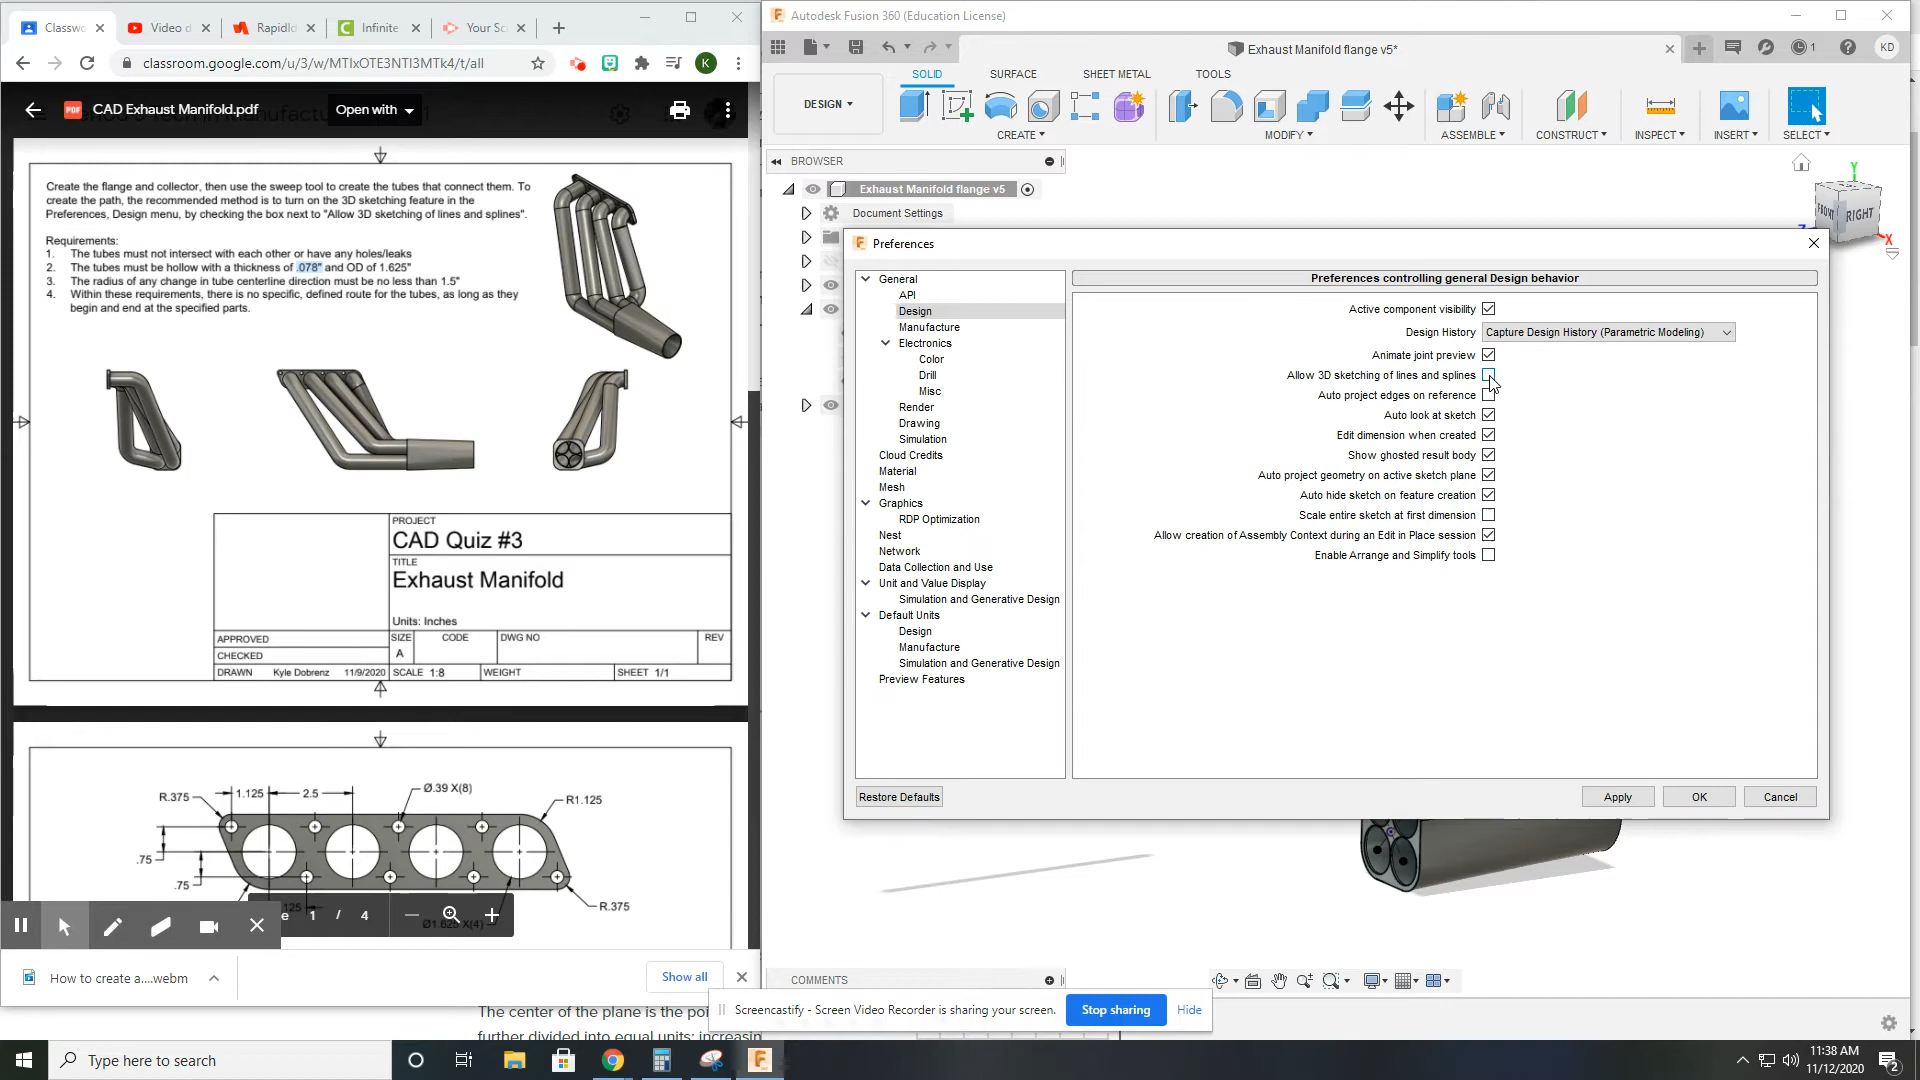 Classwo
Video d
RapidId
Infinite
Your Sc
classroom.google.com/u/3/w/MTIxOTE3NTI3MTk4/t/all
K
PDF
CAD Exhaust Manifold.pdf
Open with
Create the flange and collector, then use the sweep tool to create the tubes that connect them. To
create the path, the recommended method is to turn on the 3D sketching feature in the
Preferences, Design menu, by checking the box next to "Allow 3D sketching of lines and splines".
Requirements:
1. The tubes must not intersect with each other or have any holes/leaks
2. The tubes must be hollow with a thickness of .078" and OD of 1.625"
3. The radius of any change in tube centerline direction must be no less than 1.5"
4. Within these requirements, there is no specific, defined route for the tubes, as long as they
begin and end at the specified parts.
PROJECT
CAD Quiz #3
TITLE
Exhaust Manifold
Units: Inches
APPROVED
SIZE
CODE
DWG NO
REV
CHECKED
A
DRAWN Kyle Dobrenz 11/9/2020
SCALE 1:8
WEIGHT
SHEET 1/1
R.375
1.125
2.5
Ø.39 X(8)
R1.125
.75
.75
R.375
Ø1.625 X(4)
e 1 / 4
How to create a....webm
Show all
The center of the plane is the poi
further divided into equal units: increasing
Screencastify - Screen Video Recorder is sharing your screen.
Stop sharing
Hide
Autodesk Fusion 360 (Education License)
Exhaust Manifold flange v5*
1
KD
DESIGN
SOLID
SURFACE
SHEET METAL
TOOLS
CREATE
MODIFY
ASSEMBLE
CONSTRUCT
INSPECT
INSERT
SELECT
BROWSER
Exhaust Manifold flange v5
Document Settings
Y
FRONT
RIGHT
Z
X
Preferences
General
API
Design
Manufacture
Electronics
Color
Drill
Misc
Render
Drawing
Simulation
Cloud Credits
Material
Mesh
Graphics
RDP Optimization
Nest
Network
Data Collection and Use
Unit and Value Display
Simulation and Generative Design
Default Units
Design
Manufacture
Simulation and Generative Design
Preview Features
Preferences controlling general Design behavior
Active component visibility
Design History Capture Design History (Parametric Modeling)
Animate joint preview
Allow 3D sketching of lines and splines
Auto project edges on reference
Auto look at sketch
Edit dimension when created
Show ghosted result body
Auto project geometry on active sketch plane
Auto hide sketch on feature creation
Scale entire sketch at first dimension
Allow creation of Assembly Context during an Edit in Place session
Enable Arrange and Simplify tools
Restore Defaults
Apply
OK
Cancel
COMMENTS
Type here to search
11:38 AM
11/12/2020
2